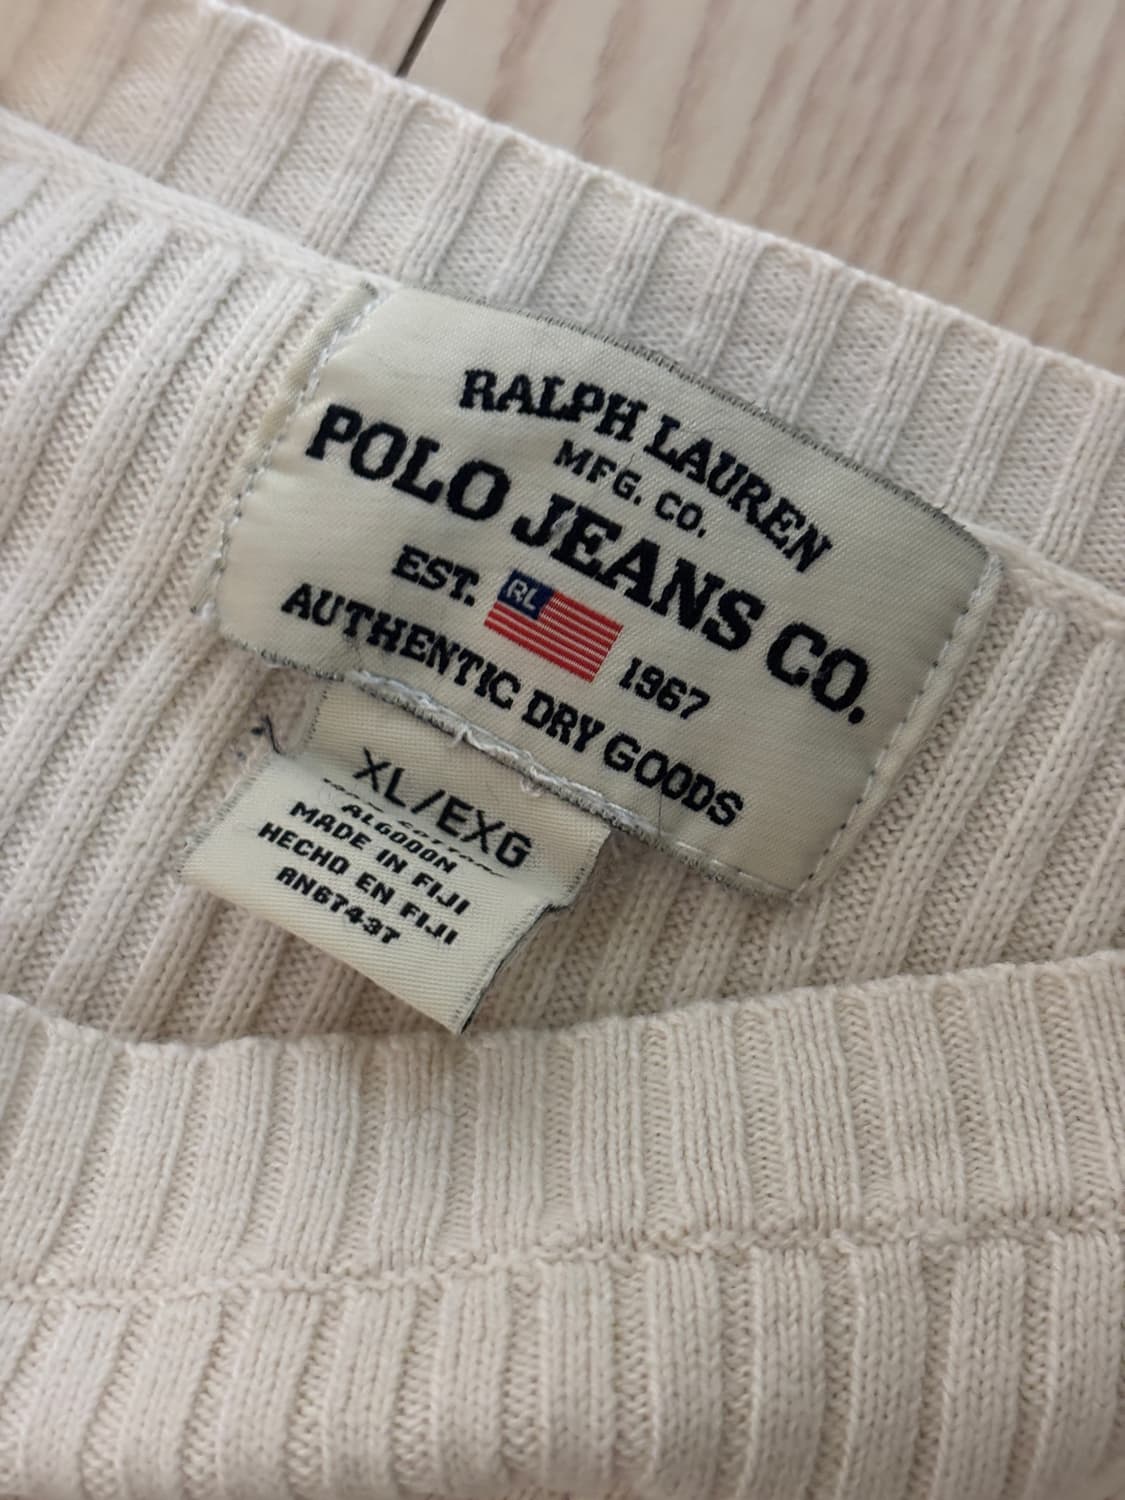 RALPH LAUREN
MFG. CO.
POLO JEANS CO.
EST. RL 1967
AUTHENTIC DRY GOODS
XL/EXG
ALGODON
MADE IN FIJI
HECHO EN FIJI
RN67437